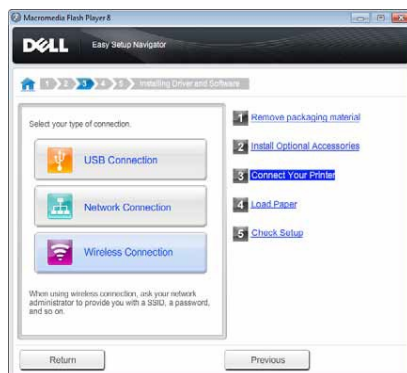 Macromedia Flash Player 8
DELL Easy Setup Navigator
1 2 3 4 5 Installing Driver and Software
Select your type of connection.
USB Connection
Network Connection
Wireless Connection
When using wireless connection, ask your network
administrator to provide you with a SSID, a password,
and so on.
1 Remove packaging material
2 Install Optional Accessories
3 Connect Your Printer
4 Load Paper
5 Check Setup
Return
Previous